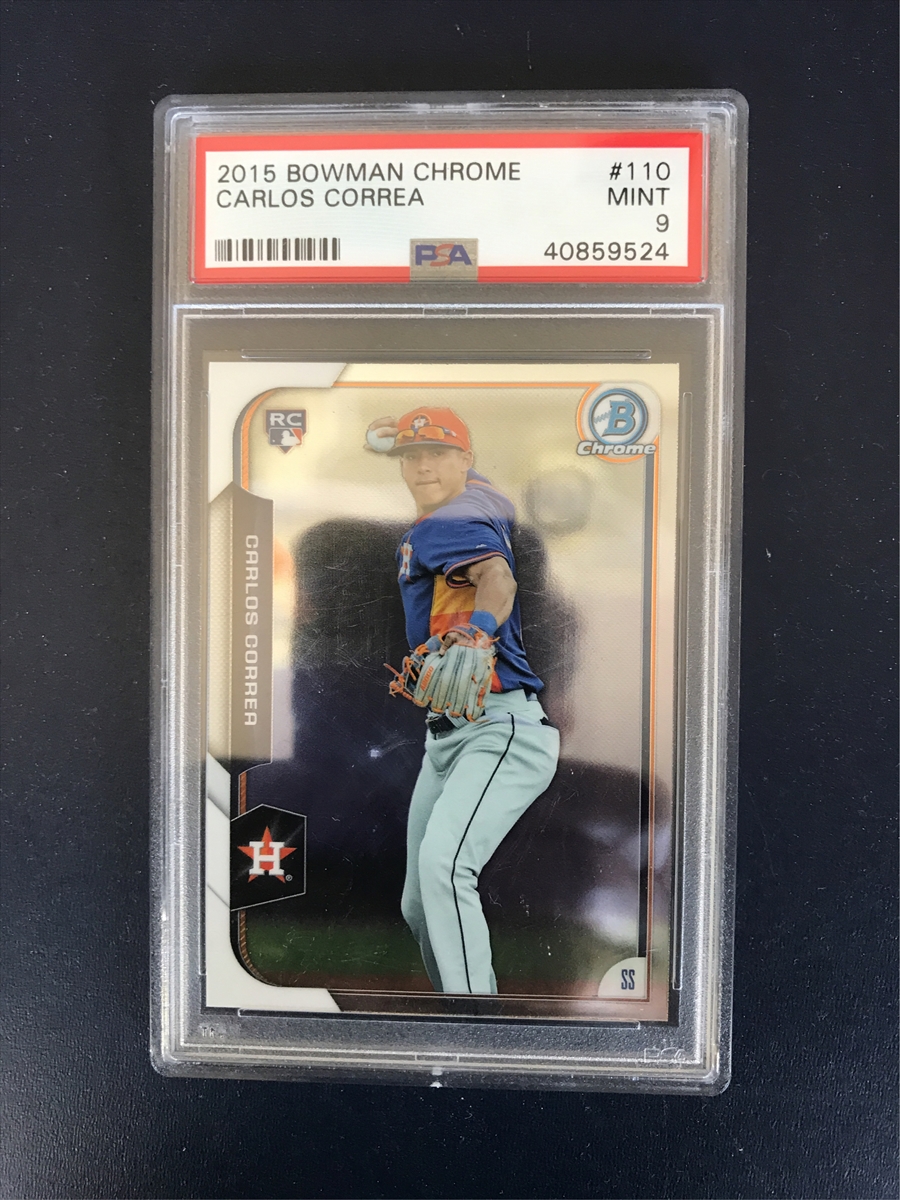 2015 BOWMAN CHROME #110
CARLOS CORREA MINT
9
PSA 40859524
RC
B
Chrome
CARLOS CORREA
H
H
SS